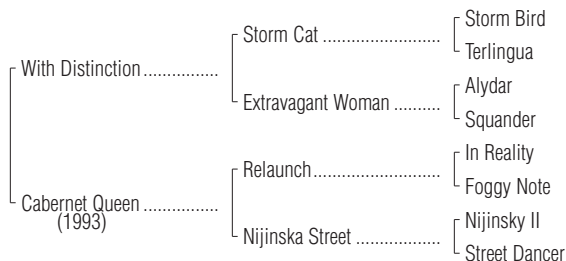 With Distinction ...............
Cabernet Queen ...............
(1993)
Storm Cat ........................
Extravagant Woman ..........
Relaunch ..........................
Nijinska Street .................
Storm Bird
Terlingua
Alydar
Squander
In Reality
Foggy Note
Nijinsky II
Street Dancer